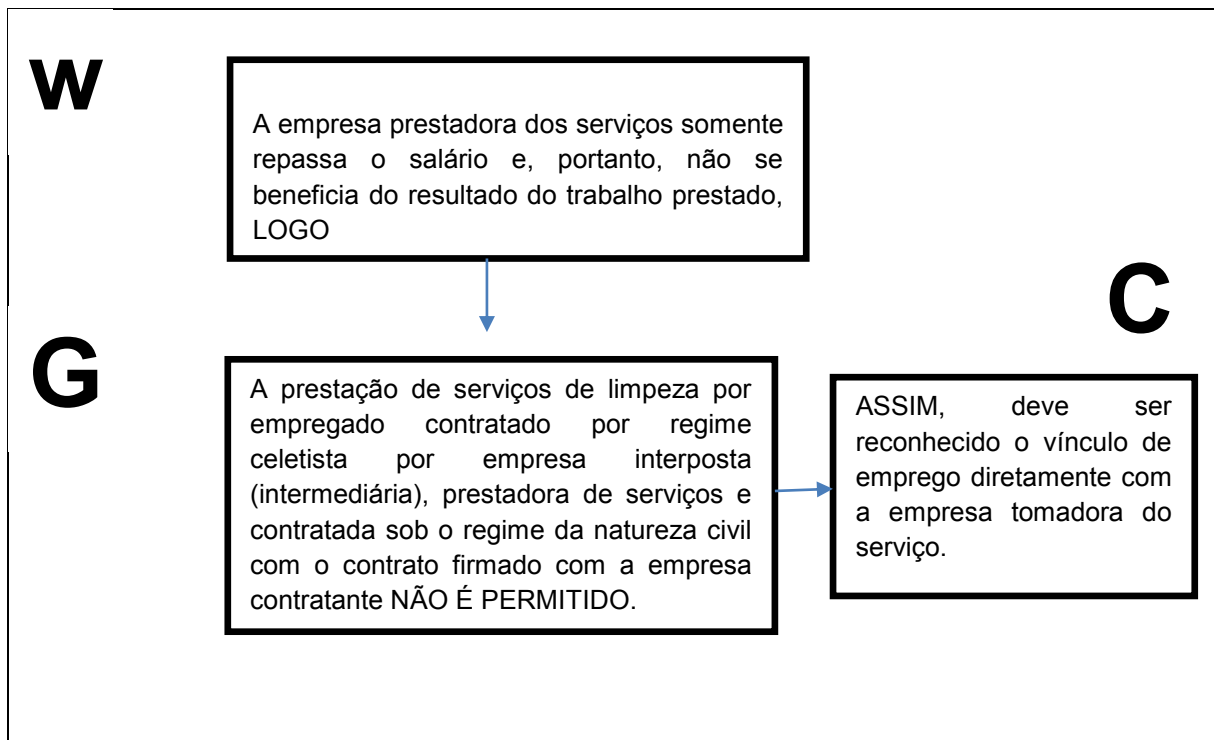 W
A empresa prestadora dos serviços somente
repassa o salário e, portanto, não se
beneficia do resultado do trabalho prestado,
LOGO
C
G
A prestação de serviços de limpeza por
empregado contratado por regime
celetista por empresa interposta
(intermediária), prestadora de serviços e
contratada sob o regime da natureza civil
com o contrato firmado com a empresa
contratante NÃO É PERMITIDO.
ASSIM, deve ser
reconhecido o vínculo de
emprego diretamente com
a empresa tomadora do
serviço.